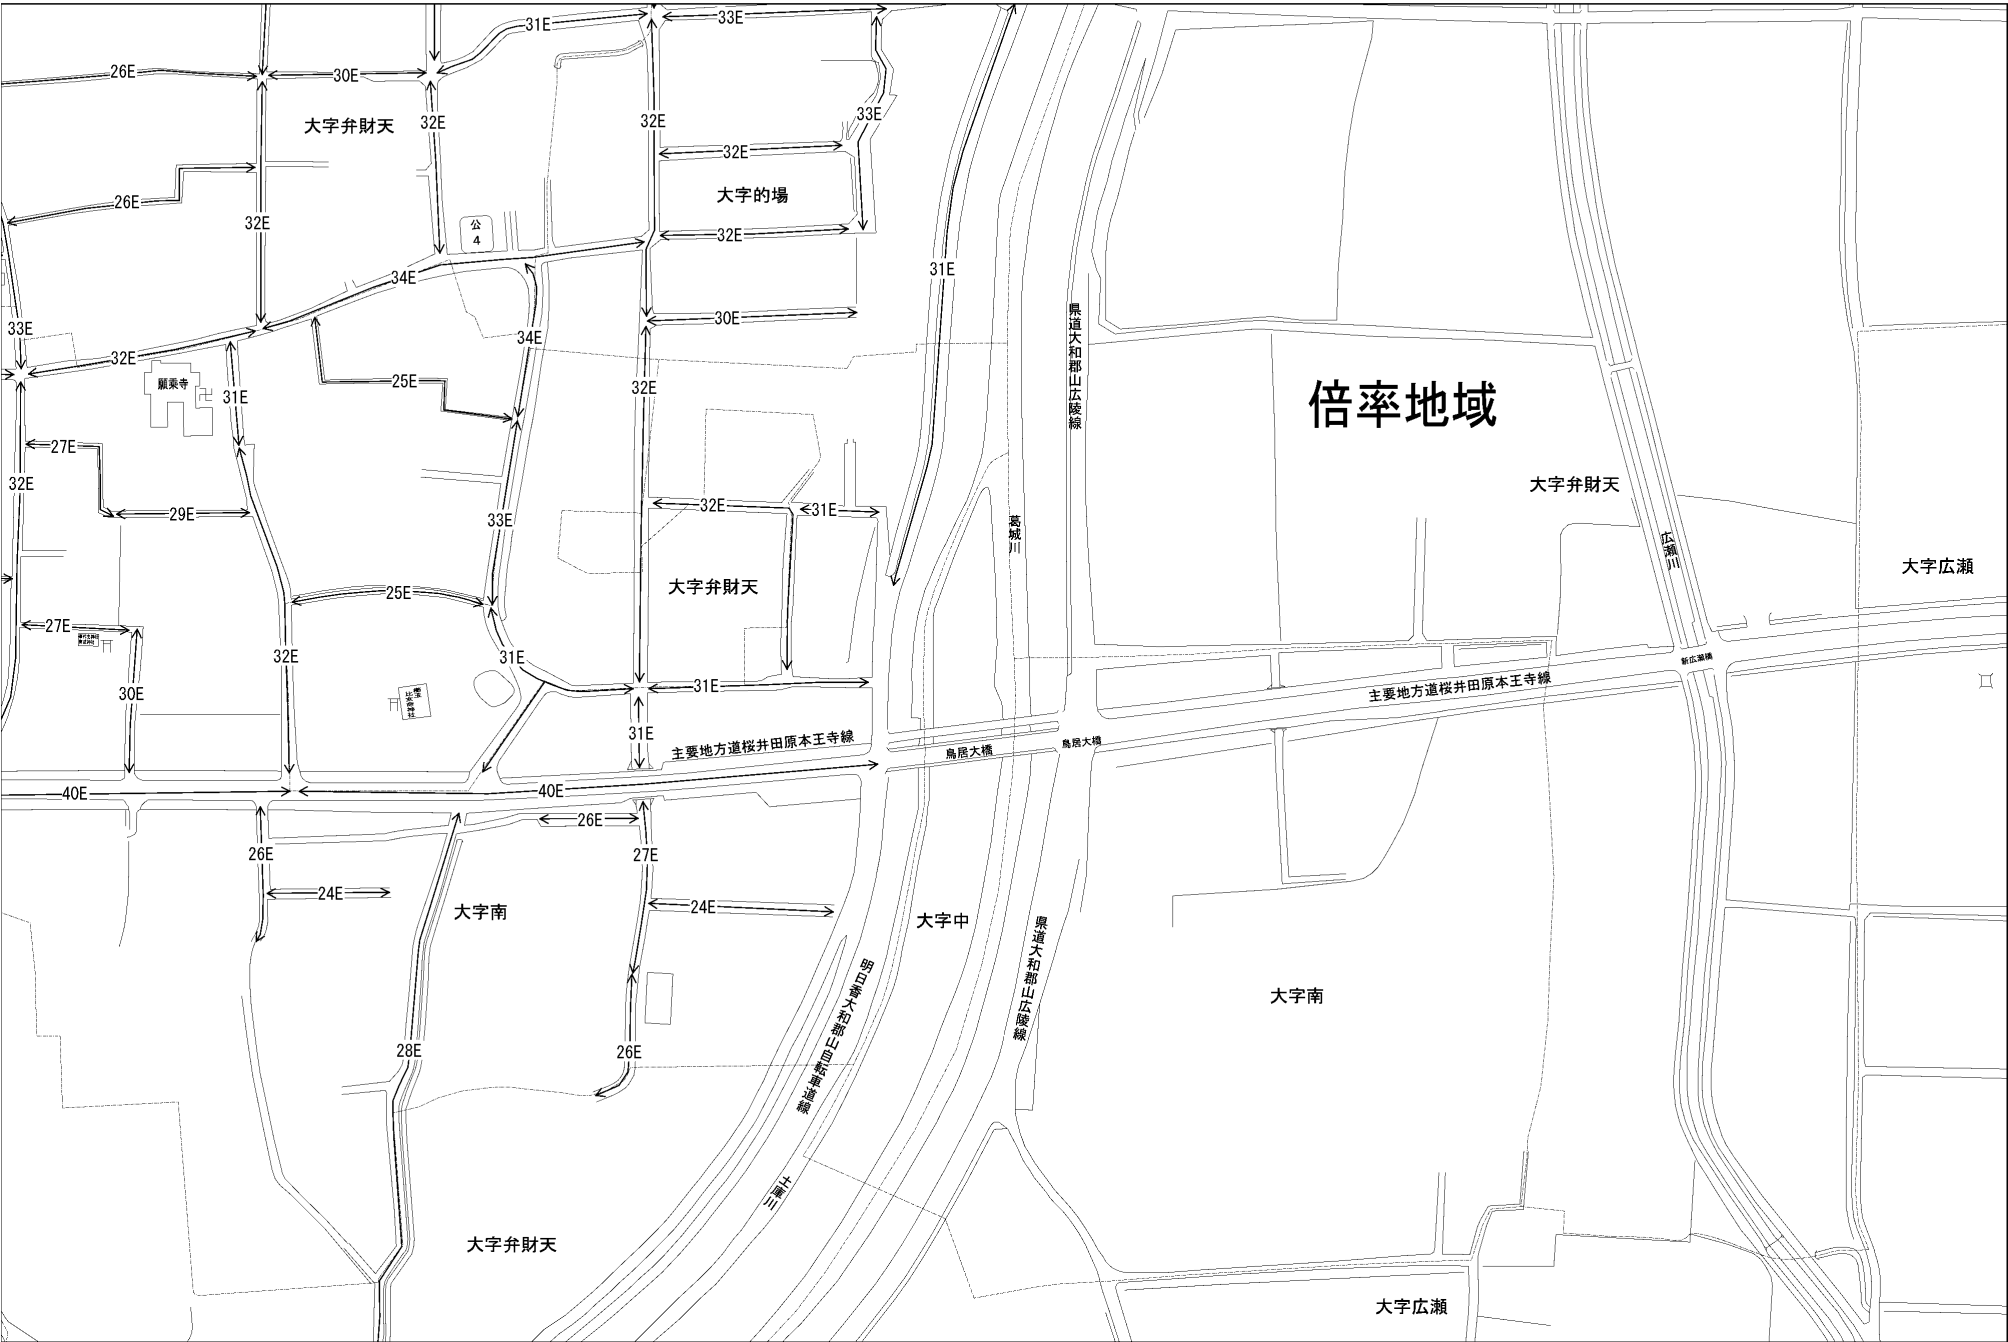 31E
33E
26E
30E
大字弁財天
32E
32E
33E
32E
大字的場
26E
32E
公
4
32E
34E
31E
30E
33E
34E
県道大和郡山広陵線
32E
願乗寺
25E
32E
31E
倍率地域
27E
32E
大字弁財天
29E
33E
32E
31E
葛城川
広瀬川
大字広瀬
25E
大字弁財天
27E
32E
31E
新広瀬橋
30E
31E
主要地方道桜井田原本王寺線
31E
主要地方道桜井田原本王寺線
鳥居大橋
鳥居大橋
40E
40E
26E
26E
27E
24E
24E
大字南
大字中
県道大和郡山広陵線
明日香大和郡山自転車道線
大字南
28E
26E
土庫川
大字弁財天
大字広瀬